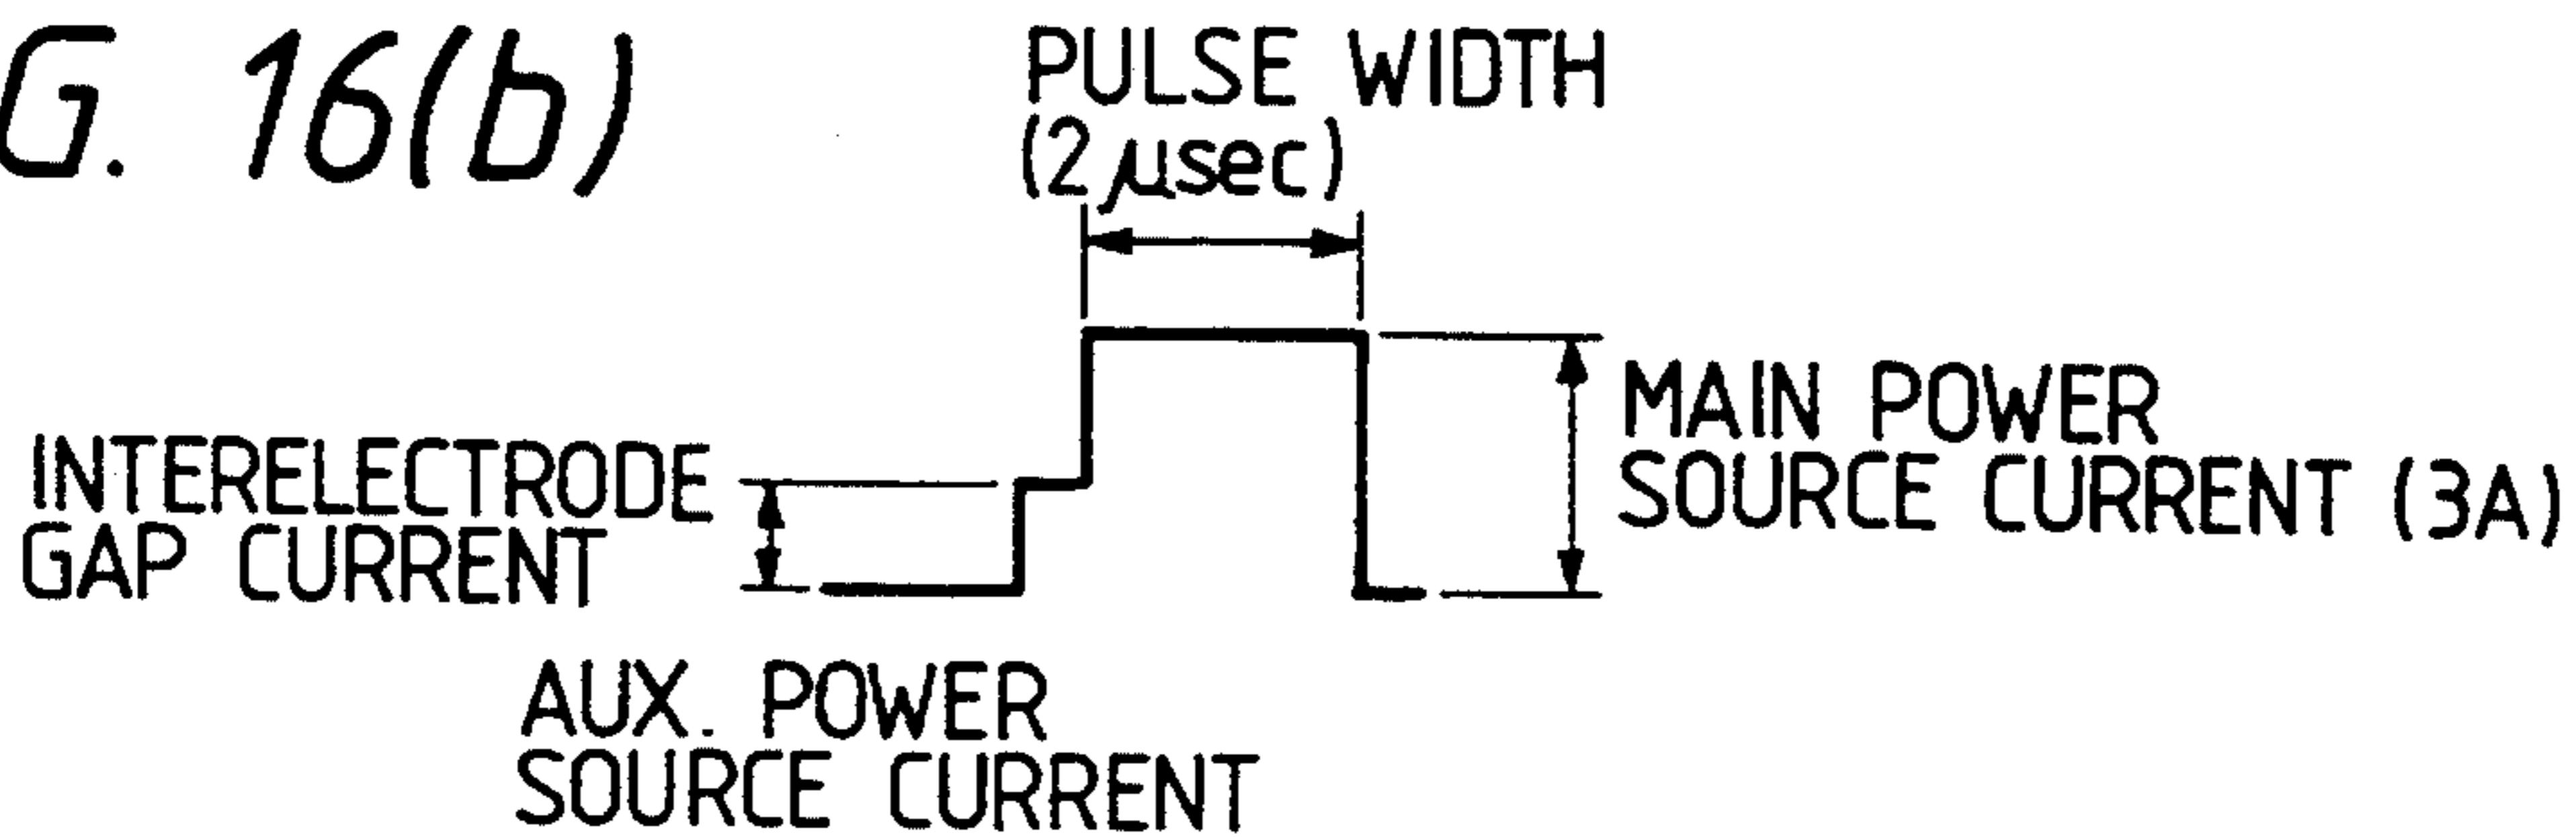 G. 16(b)
PULSE WIDTH
(2μsec)
INTERELECTRODE
GAP CURRENT
MAIN POWER
SOURCE CURRENT (3A)
AUX. POWER
SOURCE CURRENT